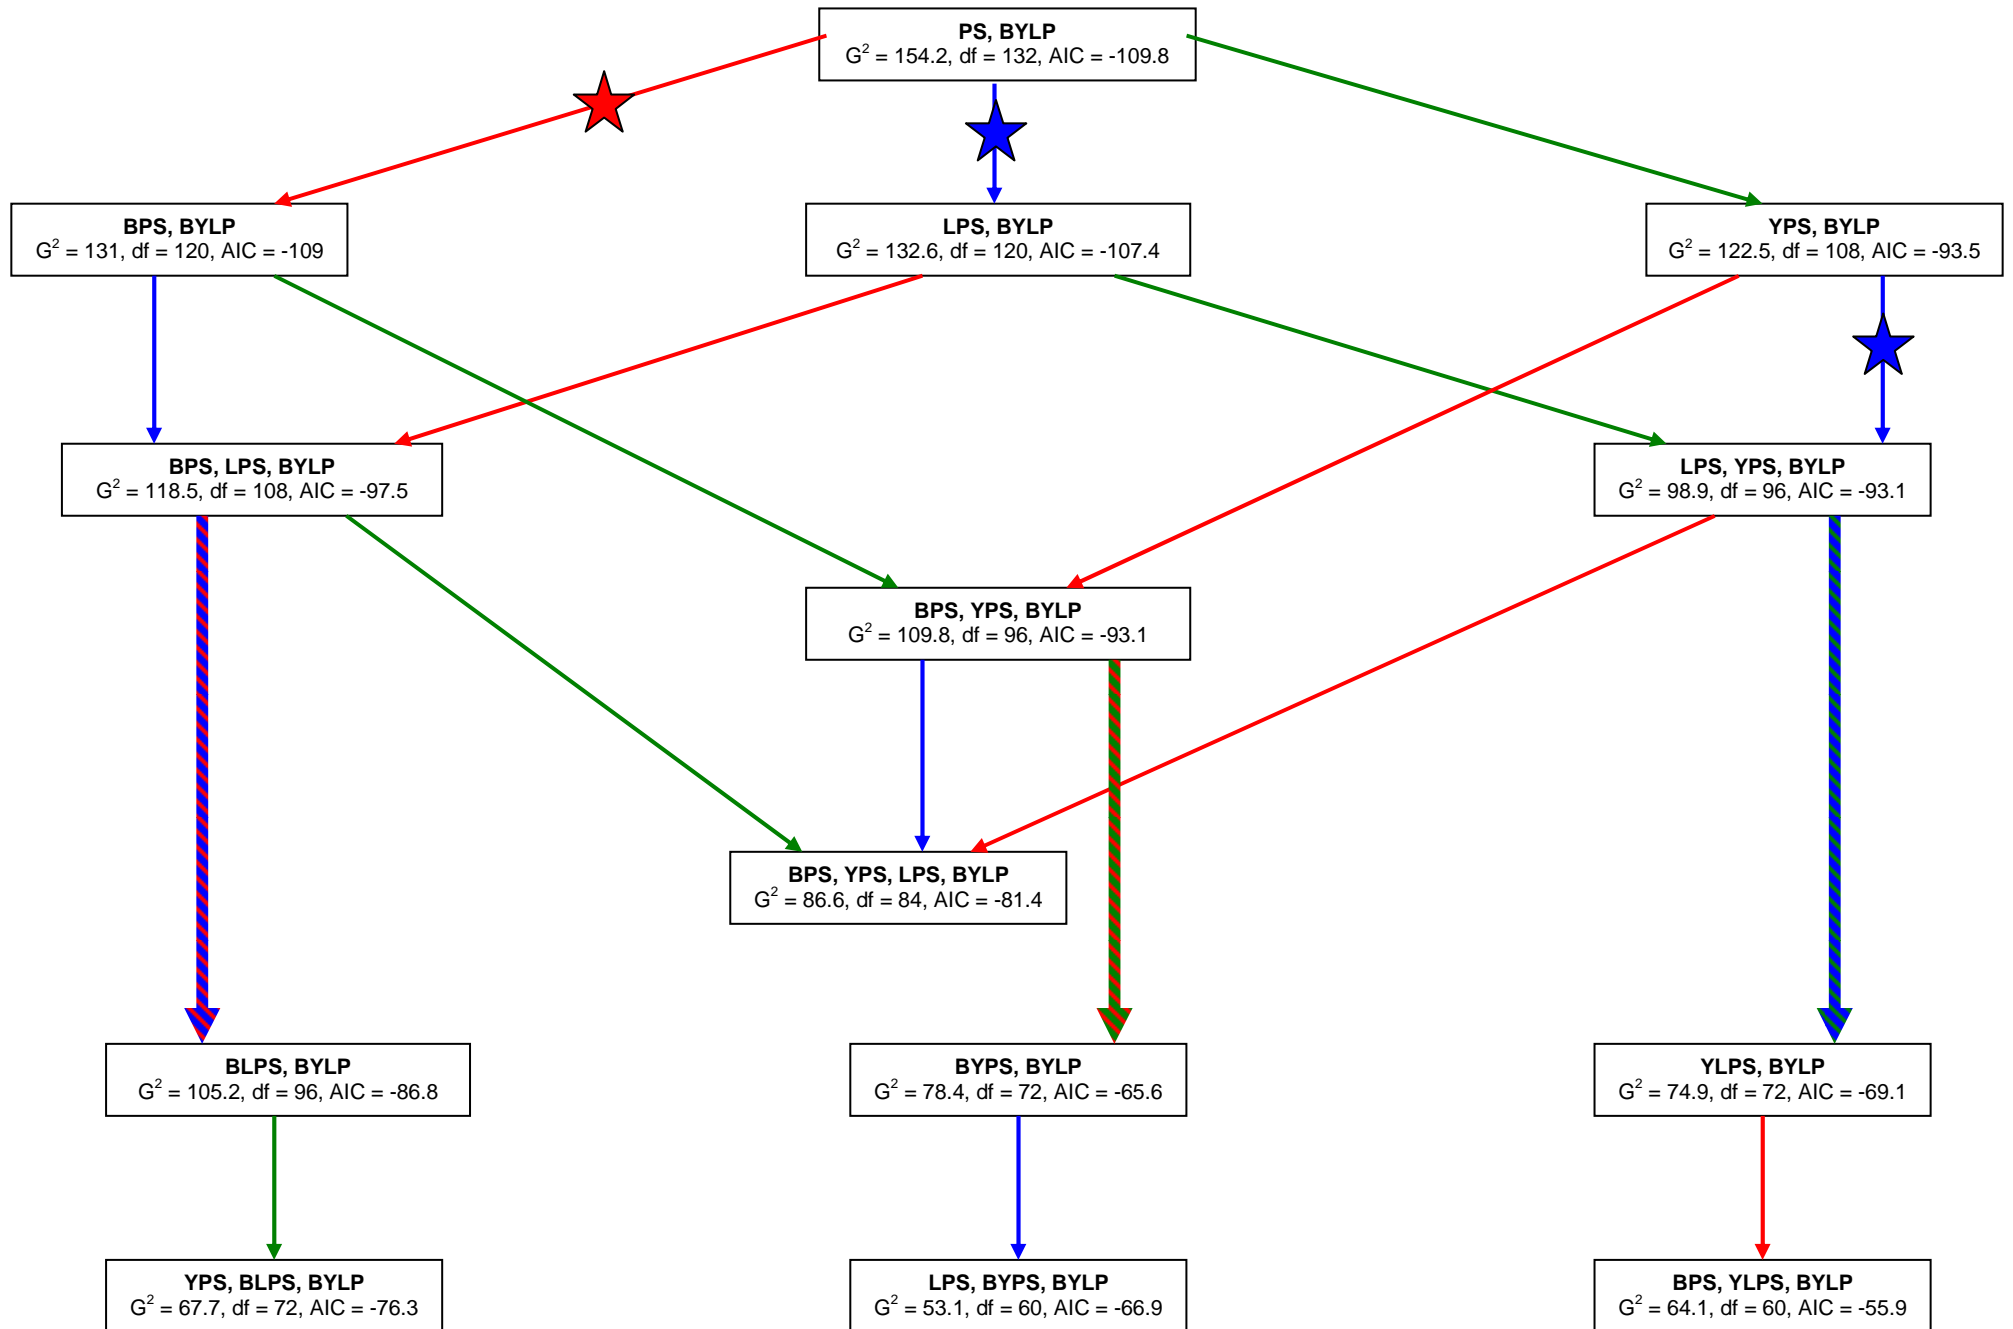 PS, BYLP
G² = 154.2, df = 132, AIC = -109.8
BPS, BYLP
G² = 131, df = 120, AIC = -109
LPS, BYLP
G² = 132.6, df = 120, AIC = -107.4
YPS, BYLP
G² = 122.5, df = 108, AIC = -93.5
BPS, LPS, BYLP
G² = 118.5, df = 108, AIC = -97.5
LPS, YPS, BYLP
G² = 98.9, df = 96, AIC = -93.1
BPS, YPS, BYLP
G² = 109.8, df = 96, AIC = -93.1
BPS, YPS, LPS, BYLP
G² = 86.6, df = 84, AIC = -81.4
BLPS, BYLP
G² = 105.2, df = 96, AIC = -86.8
BYPS, BYLP
G² = 78.4, df = 72, AIC = -65.6
YLPS, BYLP
G² = 74.9, df = 72, AIC = -69.1
YPS, BLPS, BYLP
G² = 67.7, df = 72, AIC = -76.3
LPS, BYPS, BYLP
G² = 53.1, df = 60, AIC = -66.9
BPS, YLPS, BYLP
G² = 64.1, df = 60, AIC = -55.9